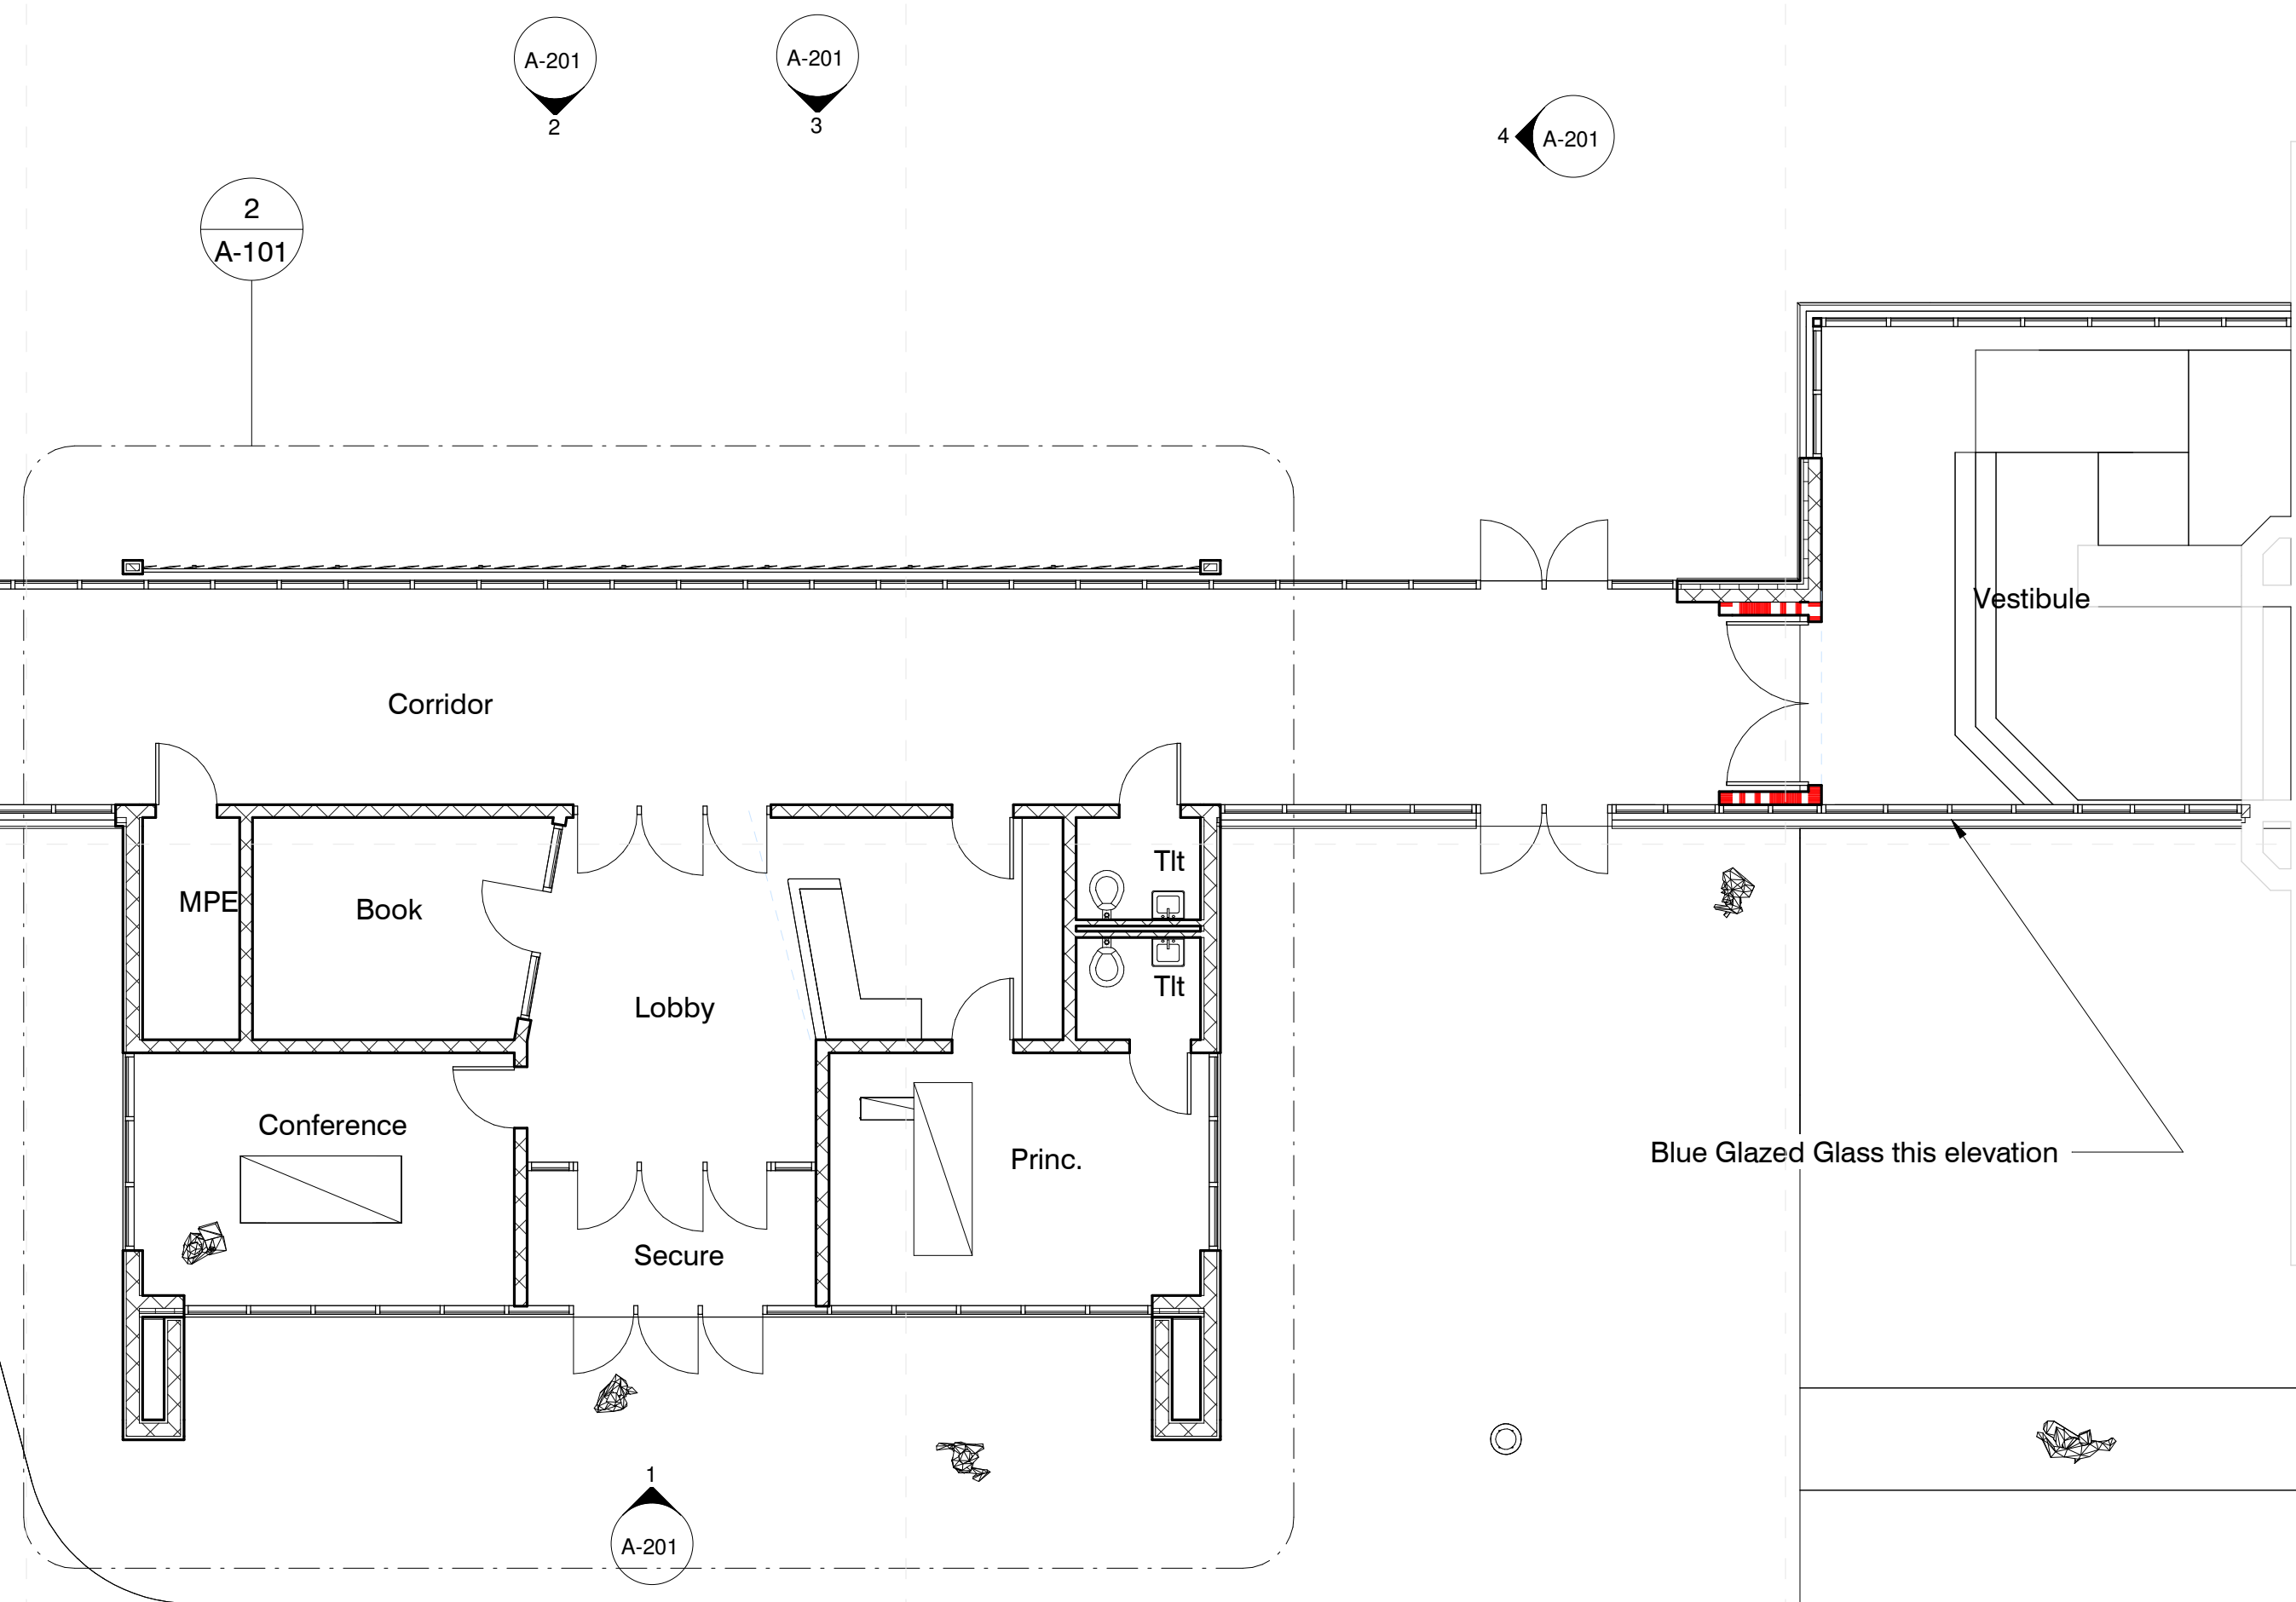 A-201
2
A-201
3
4
A-201
2
A-101
Vestibule
Corridor
Tlt
MPE
Book
Tlt
Lobby
Conference
Princ.
Blue Glazed Glass this elevation
Secure
1
A-201